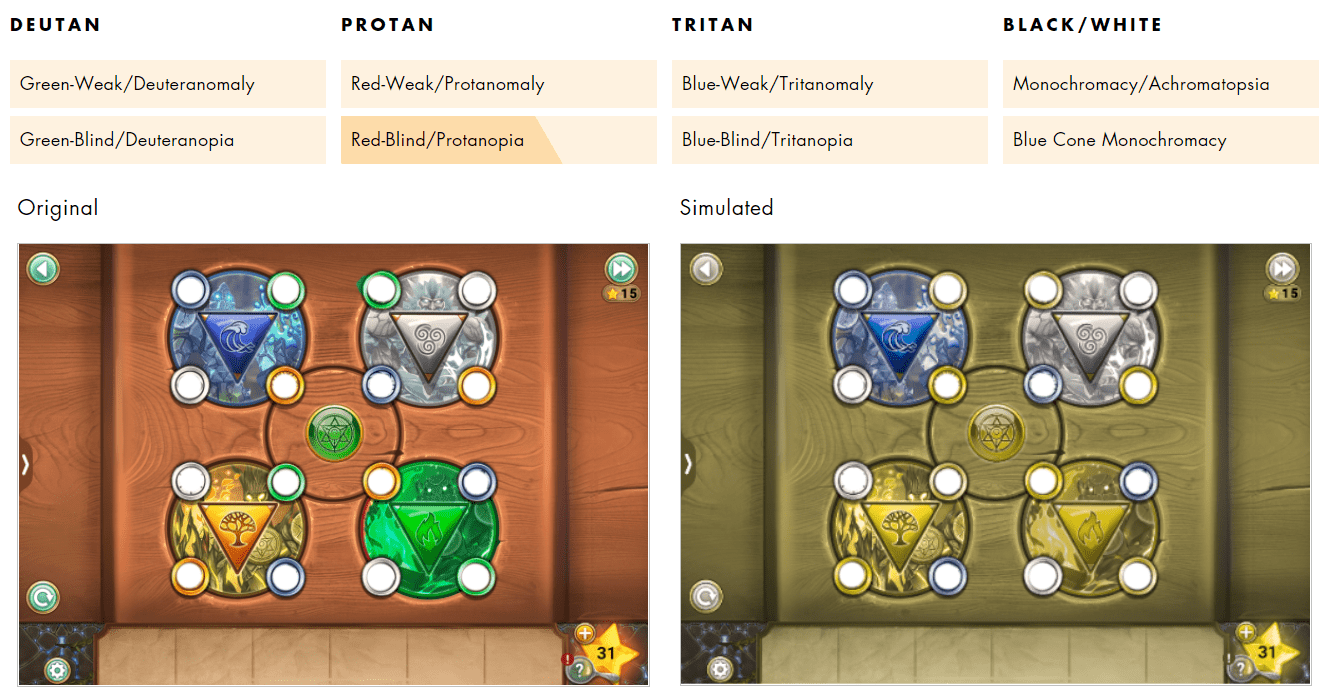 DEUTAN PROTAN TRITAN BLACK/WHITE
Green-Weak/Deuteranomaly Red-Weak/Protanomaly Blue-Weak/Tritanomaly Monochromacy/Achromatopsia
Green-Blind/Deuteranopia Red-Blind/Protanopia Blue-Blind/Tritanopia Blue Cone Monochromacy
Original Simulated
15 15
31 31
! ? ! ?